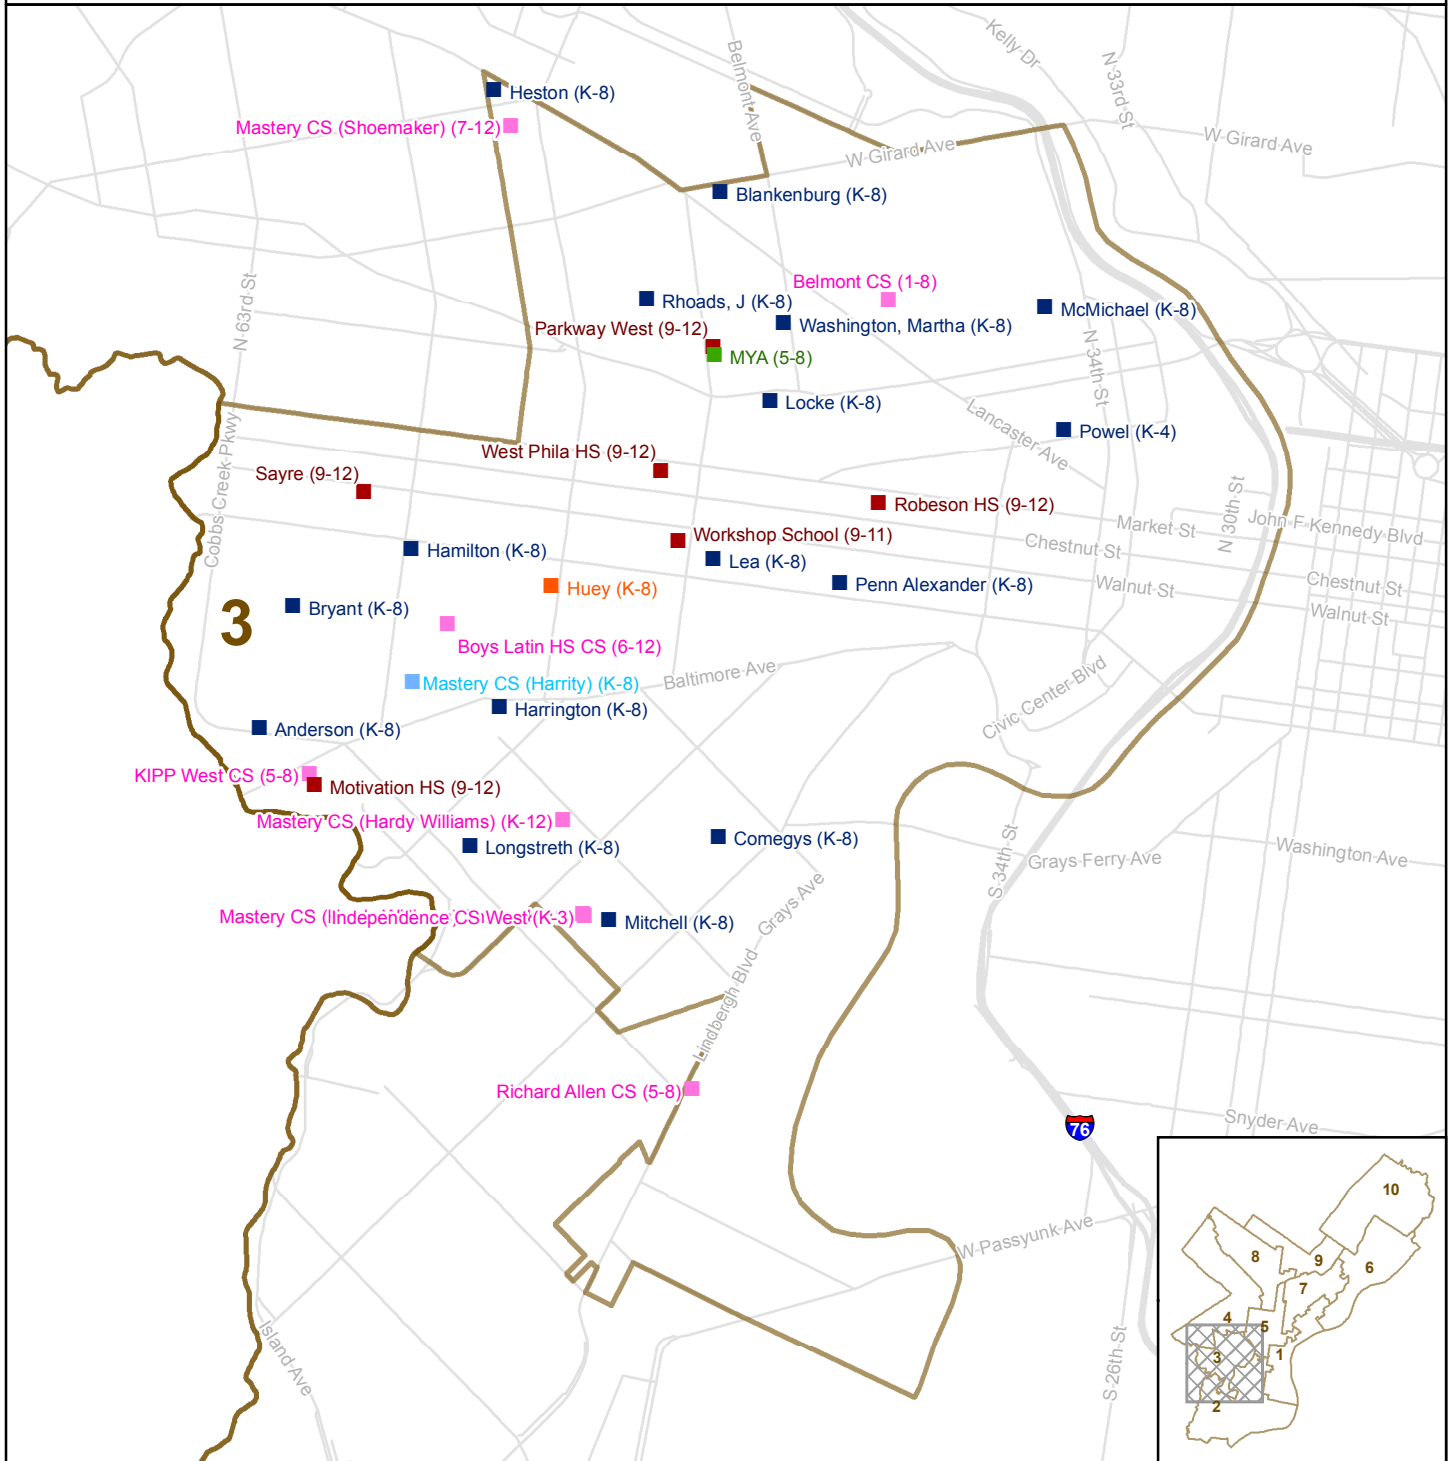 Kelly Dr
Belmont Ave
N 33rd St
Heston (K-8)
Mastery CS (Shoemaker) (7-12)
W Girard Ave
W Girard Ave
Blankenburg (K-8)
Belmont CS (1-8)
N 63rd St
Rhoads, J (K-8)
McMichael (K-8)
Parkway West (9-12)
Washington, Martha (K-8)
MYA (5-8)
N 34th St
Locke (K-8)
Lancaster Ave
Powel (K-4)
Cobbs Creek Pkwy
West Phila HS (9-12)
Sayre (9-12)
Robeson HS (9-12)
N 30th St
Market St
John F Kennedy Blvd
Workshop School (9-11)
Chestnut St
Hamilton (K-8)
Lea (K-8)
Penn Alexander (K-8)
Walnut St
Chestnut St
Huey (K-8)
Walnut St
Bryant (K-8)
3
Boys Latin HS CS (6-12)
Baltimore Ave
Mastery CS (Harrity) (K-8)
Civic Center Blvd
Harrington (K-8)
Anderson (K-8)
KIPP West CS (5-8)
Motivation HS (9-12)
Mastery CS (Hardy Williams) (K-12)
Comegys (K-8)
Longstreth (K-8)
S 34th St
Grays Ferry Ave
Washington Ave
Grays Ave
Mastery CS
Independence CS West (K-3)
Mitchell (K-8)
Lindbergh Blvd
Richard Allen CS (5-8)
76
Snyder Ave
W Passyunk Ave
Island Ave
S 26th St
10
8
9
6
7
4
5
3
1
2